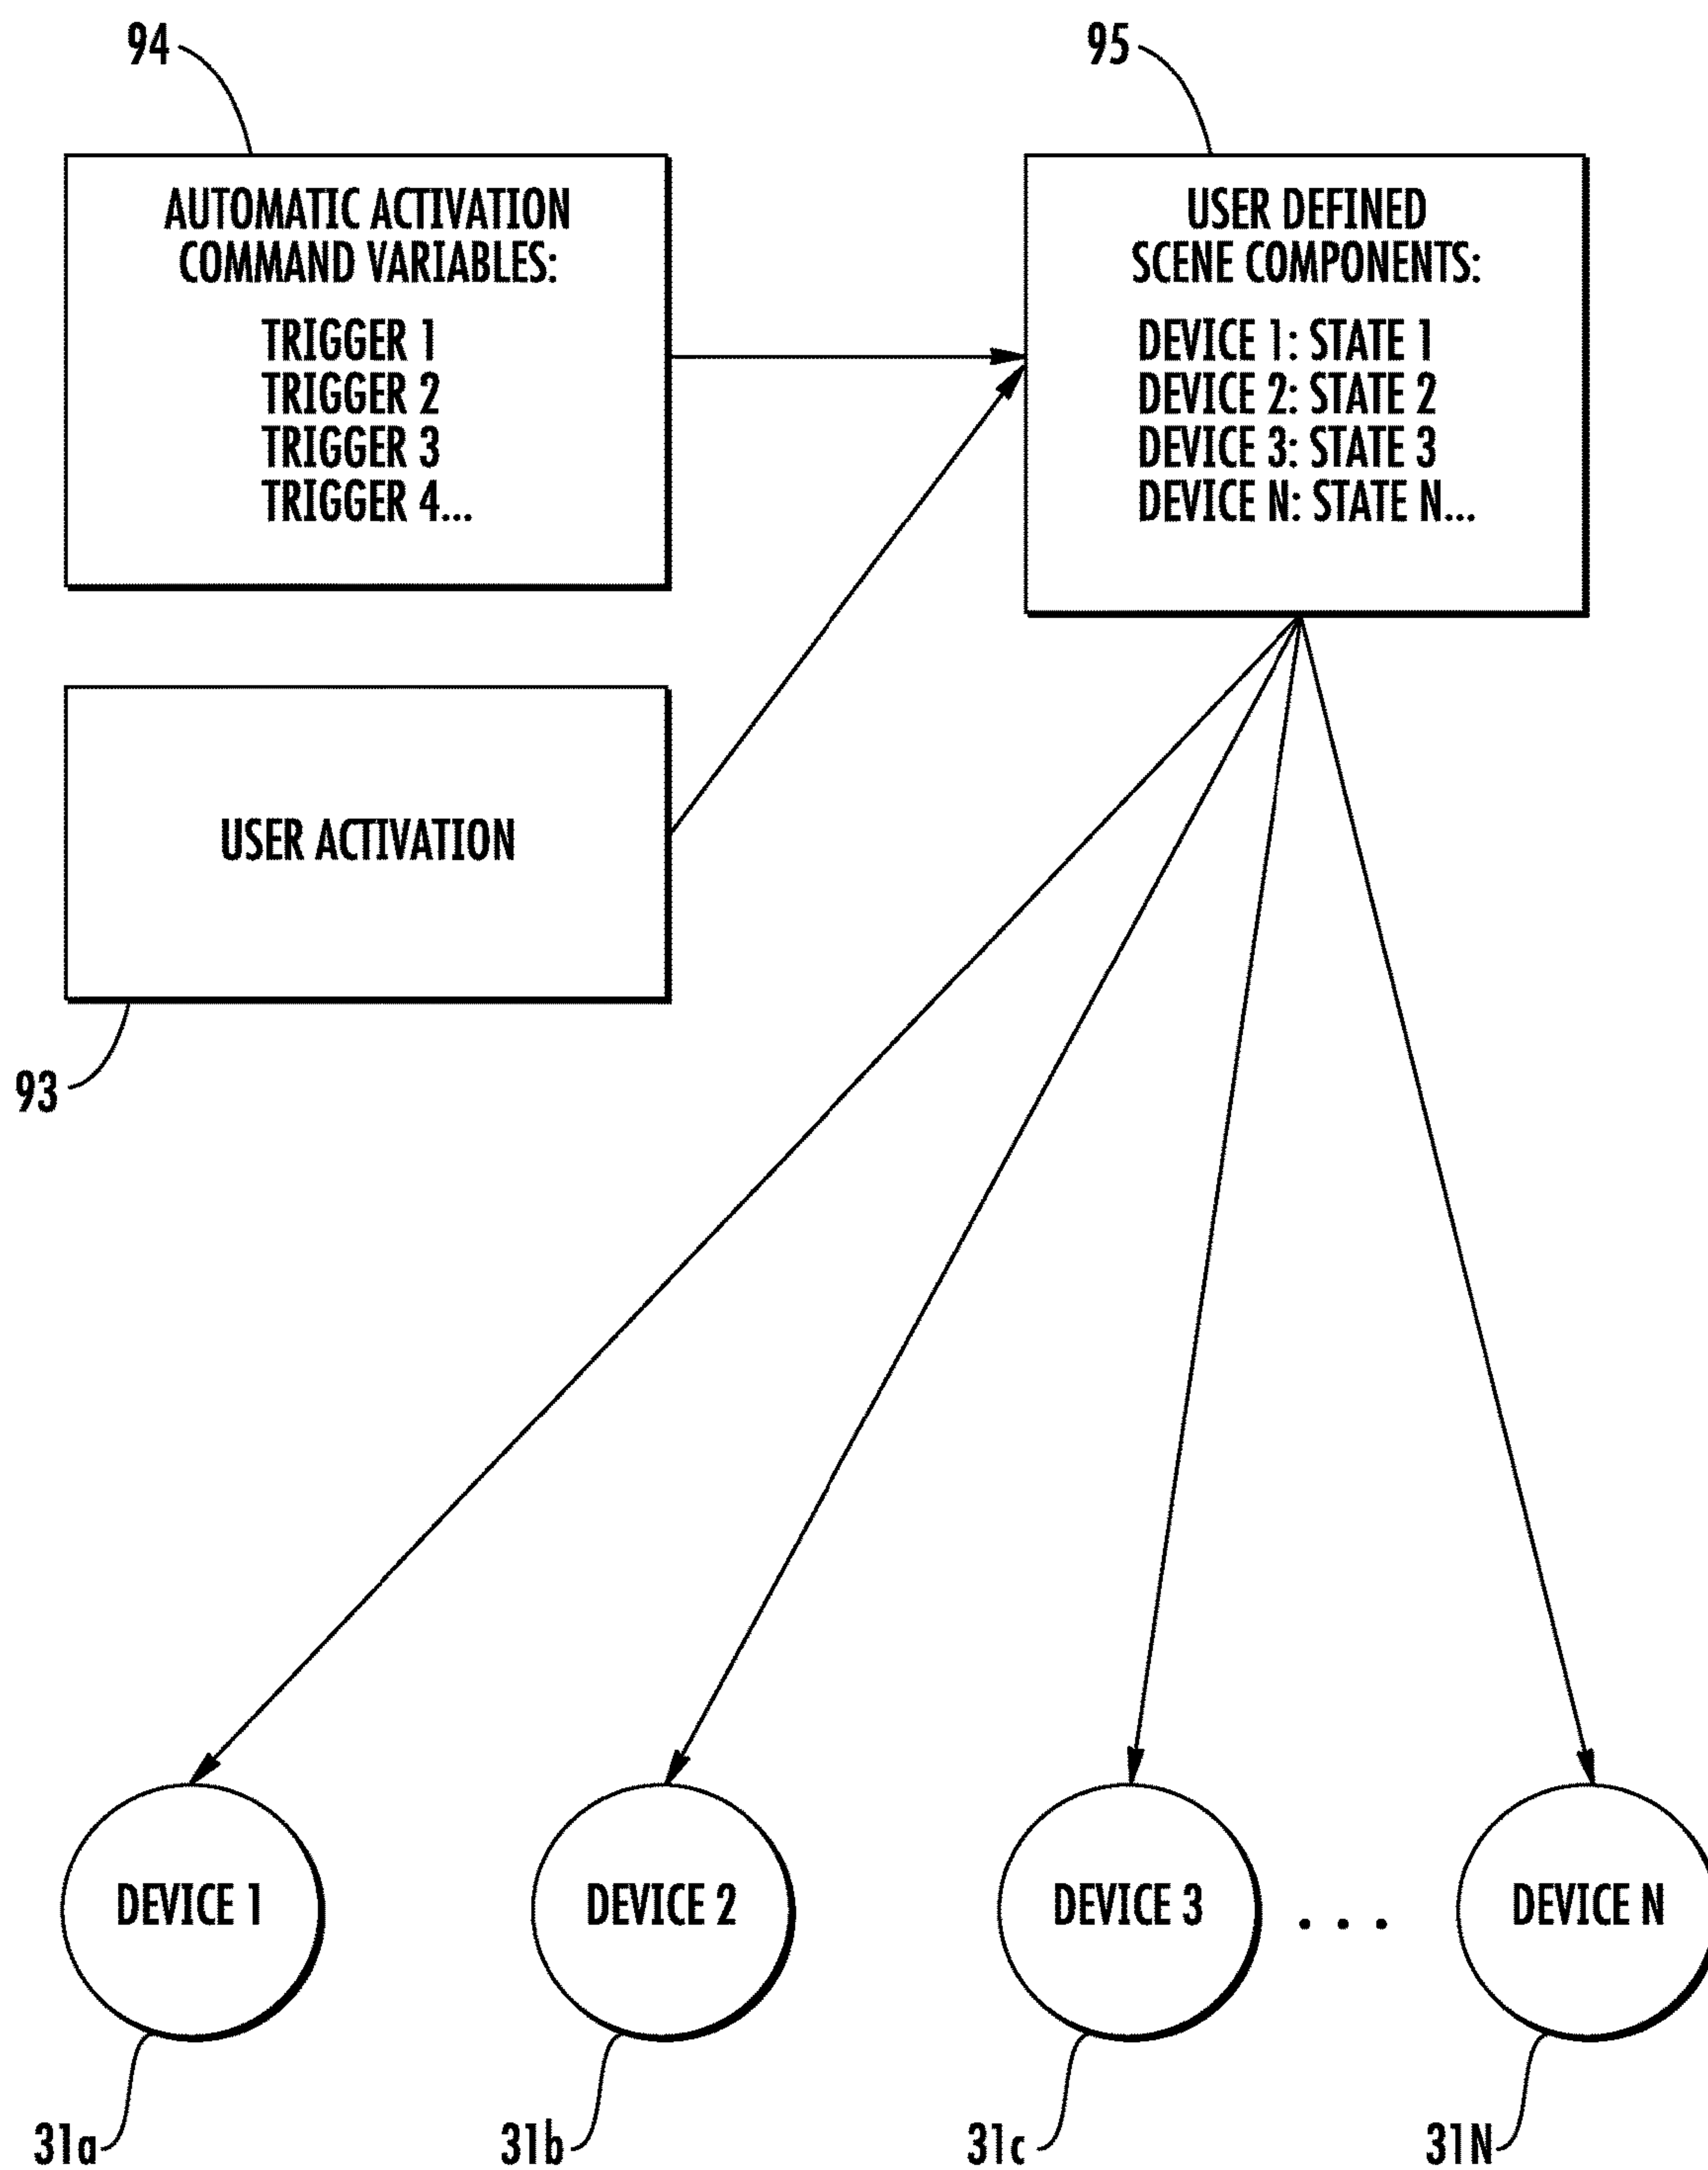 94
95
AUTOMATIC ACTIVATION
COMMAND VARIABLES:
TRIGGER 1
TRIGGER 2
TRIGGER 3
TRIGGER 4...
USER DEFINED
SCENE COMPONENTS:
DEVICE 1: STATE 1
DEVICE 2: STATE 2
DEVICE 3: STATE 3
DEVICE N: STATE N...
USER ACTIVATION
93
DEVICE 1
DEVICE 2
DEVICE 3
. . .
DEVICE N
31a
31b
31c
31N